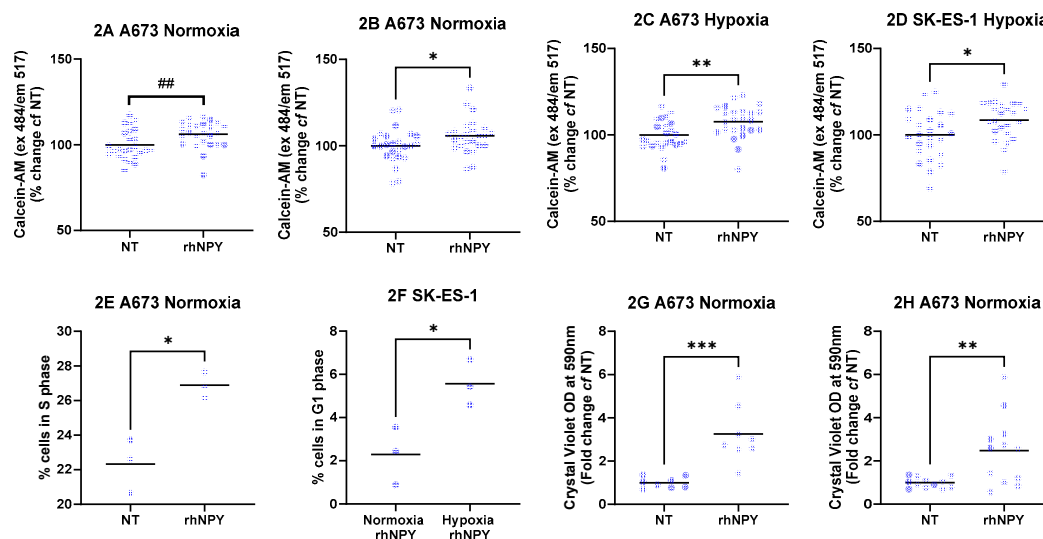 2A A673 Normoxia
Calcein-AM (ex 484/em 517)
(% change cf NT)
150
100
50
##
NT
rhNPY
2B A673 Normoxia
Calcein-AM (ex 484/em 517)
(% change cf NT)
150
100
50
*
NT
rhNPY
2C A673 Hypoxia
Calcein-AM (ex 484/em 517)
(% change cf NT)
150
100
50
**
NT
rhNPY
2D SK-ES-1 Hypoxia
Calcein-AM (ex 484/em 517)
(% change cf NT)
150
100
50
*
NT
rhNPY
2E A673 Normoxia
% cells in S phase
30
28
26
24
22
20
*
NT
rhNPY
2F SK-ES-1
% cells in G1 phase
8
6
4
2
0
*
Normoxia
rhNPY
Hypoxia
rhNPY
2G A673 Normoxia
Crystal Violet OD at 590nm
(Fold change cf NT)
8
6
4
2
0
***
NT
rhNPY
2H A673 Normoxia
Crystal Violet OD at 590nm
(Fold change cf NT)
8
6
4
2
0
**
NT
rhNPY